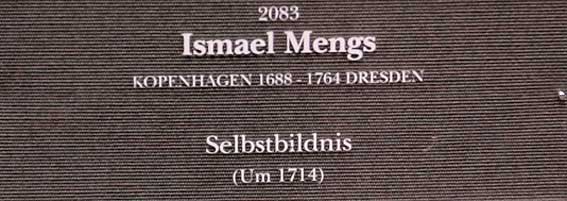 2083
Ismael Mengs
KOPENHAGEN 1688 - 1764 DRESDEN
Selbstbildnis
(Um 1714)